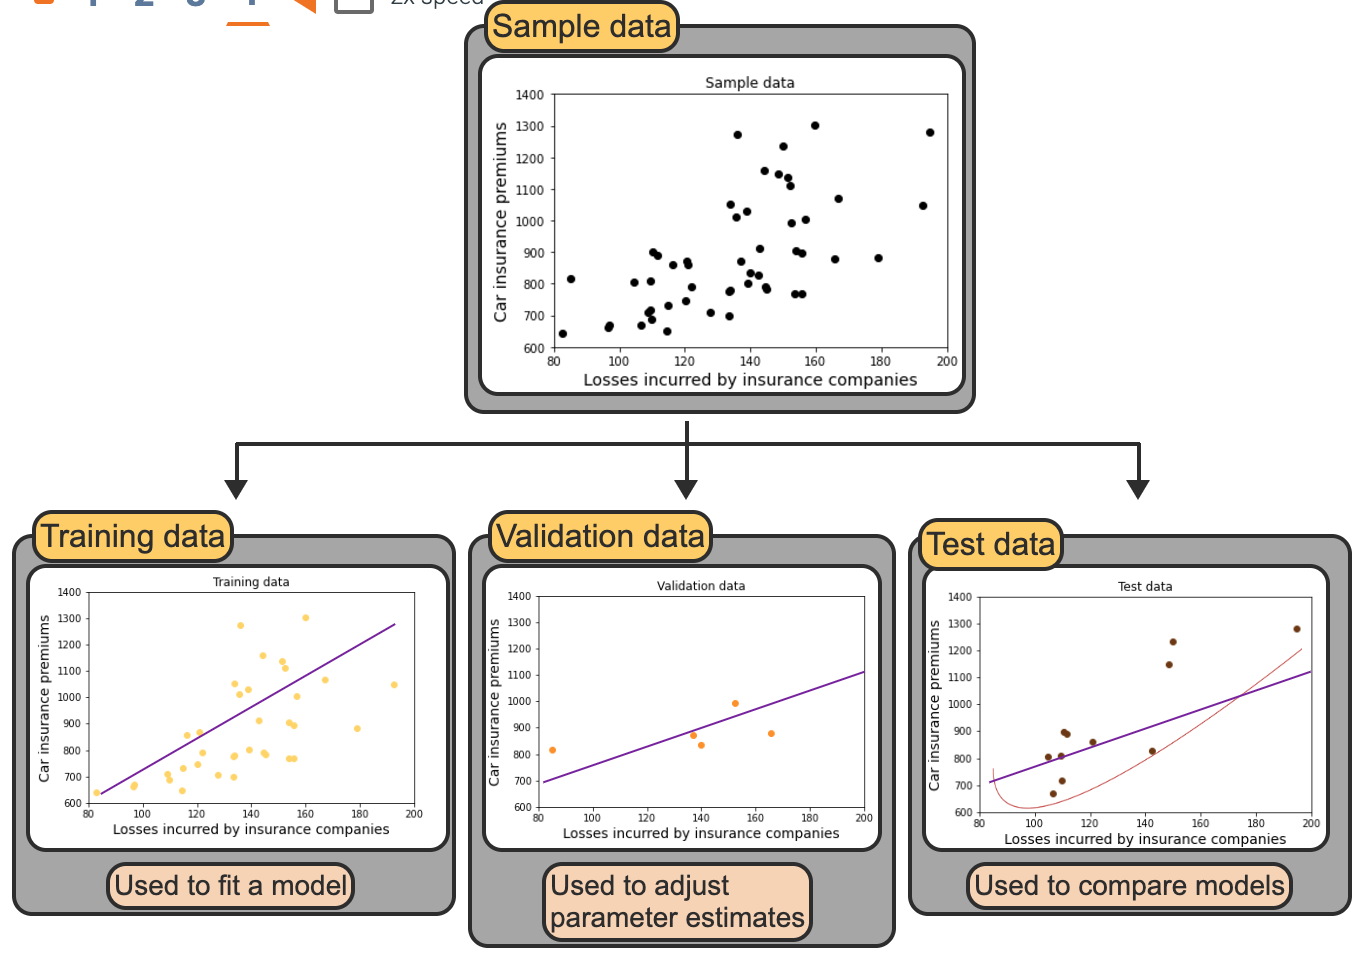 1 2 3 4 2x speed
Sample data
Sample data
1400
1300
1200
1100
1000
900
800
700
600
80 100 120 140 160 180 200
Car insurance premiums
Losses incurred by insurance companies
Training data
Training data
1400
1300
1200
1100
1000
900
800
700
600
80 100 120 140 160 180 200
Car insurance premiums
Losses incurred by insurance companies
Used to fit a model
Validation data
Validation data
1400
1300
1200
1100
1000
900
800
700
600
80 100 120 140 160 180 200
Car insurance premiums
Losses incurred by insurance companies
Used to adjust
parameter estimates
Test data
Test data
1400
1300
1200
1100
1000
900
800
700
600
80 100 120 140 160 180 200
Car insurance premiums
Losses incurred by insurance companies
Used to compare models